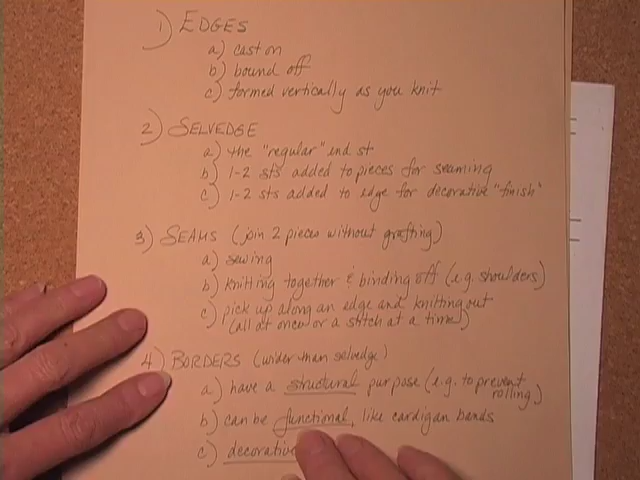 1) EDGES
a) cast on
b) bound off
c) formed vertically as you knit
2) SELVEDGE
a) the "regular" end st
b) 1-2 sts added to pieces for seaming
c) 1-2 sts added to edge for decorative "finish"
3) SEAMS (join 2 pieces without grafting)
a) sewing
b) knitting together & binding off (e.g. shoulders)
c) pick up along an edge and knitting out
(all at once or a stitch at a time)
4) BORDERS (wider than selvedge)
a) have a structural purpose (e.g. to prevent
rolling)
b) can be functional, like cardigan bands
c) decorative